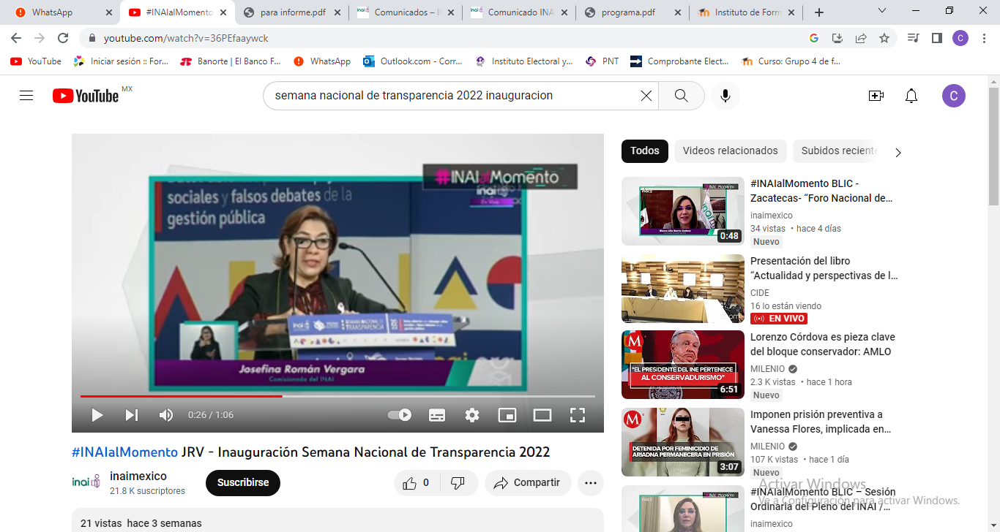 WhatsApp
#INAIalMomento
para informe.pdf
Comunicados – I
Comunicado INA
programa.pdf
Instituto de Form
youtube.com/watch?v=36PEfaaywck
YouTube
Iniciar sesión :: For...
Banorte | El Banco F...
WhatsApp
Outlook.com - Corr...
Instituto Electoral y...
PNT
Comprobante Elect...
Curso: Grupo 4 de f...
YouTube MX
semana nacional de transparencia 2022 inauguracion
C
#INAIalMomento
inai
En Vivo
sociales y falsos debates de la
gestión pública
inai
SEMANA NACIONAL DE
TRANSPARENCIA
Josefina Román Vergara
Comisionada del INAI
0:26 / 1:06
#INAIalMomento JRV - Inauguración Semana Nacional de Transparencia 2022
inai
inaimexico
21.8 K suscriptores
Suscribirse
0
Compartir
21 vistas hace 3 semanas
Todos
Videos relacionados
Subidos reciente
#INAIalMomento BLIC -
Zacatecas- “Foro Nacional de...
inaimexico
34 vistas • hace 4 días
Nuevo
0:48
Presentación del libro
“Actualidad y perspectivas de l...
CIDE
16 lo están viendo
EN VIVO
Lorenzo Córdova es pieza clave
del bloque conservador: AMLO
MILENIO
2.3 K vistas • hace 1 hora
Nuevo
"EL PRESIDENTE DEL INE PERTENECE
AL CONSERVADURISMO"
6:51
Imponen prisión preventiva a
Vanessa Flores, implicada en...
MILENIO
107 K vistas • hace 1 día
Nuevo
DETENIDA POR FEMINICIDIO DE
ARIADNA PERMANECERÁ EN PRISIÓN
3:07
#INAIalMomento BLIC – Sesión
Ordinaria del Pleno del INAI /...
inaimexico
Activar Windows
Ve a Configuración para activar Windows.